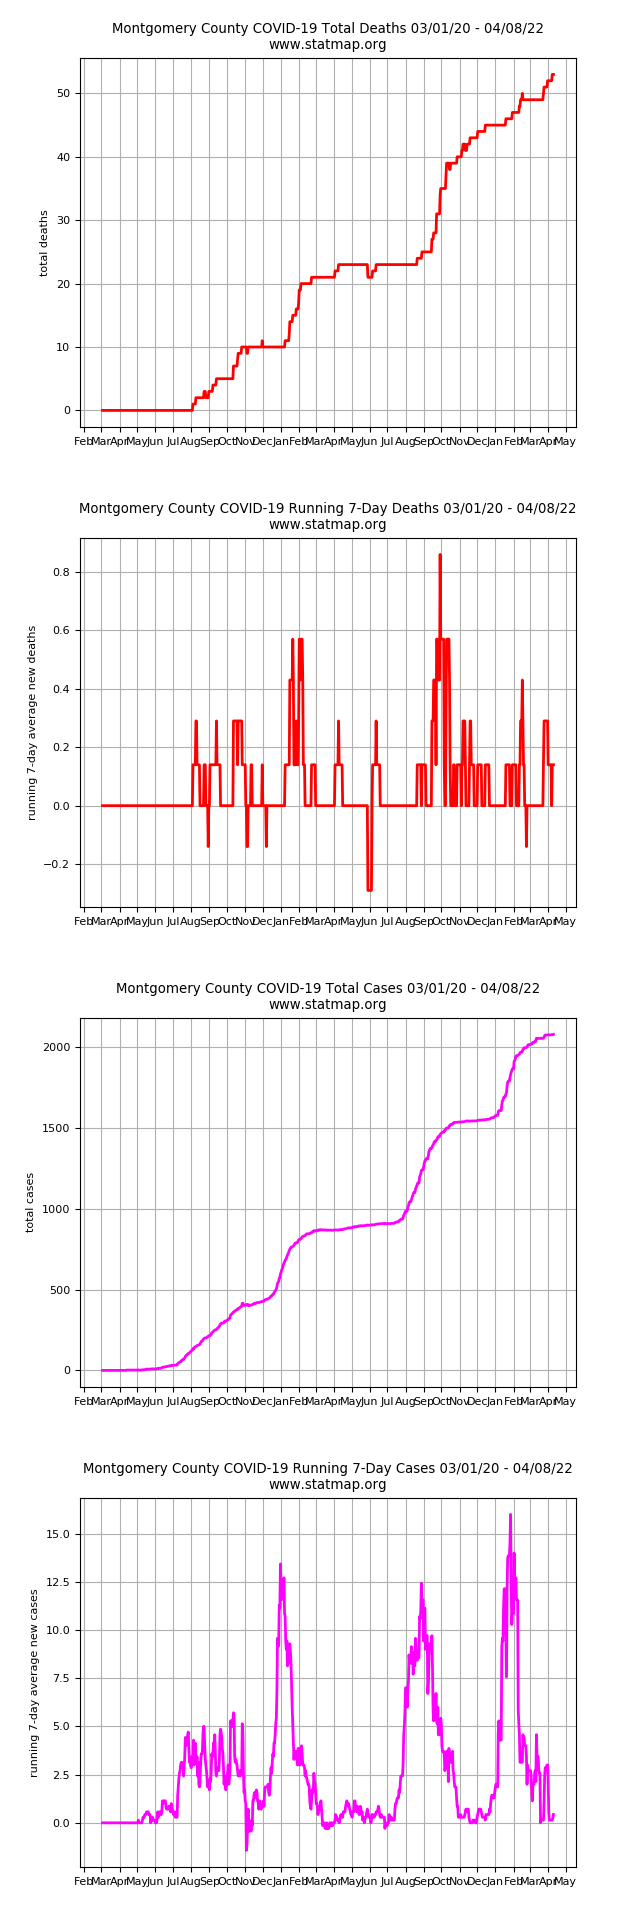 Montgomery County COVID-19 Total Deaths 03/01/20 - 04/08/22
www.statmap.org
50
40
30
20
10
0
total deaths
Feb Mar Apr May Jun Jul Aug Sep Oct Nov Dec Jan Feb Mar Apr May Jun Jul Aug Sep Oct Nov Dec Jan Feb Mar Apr May
Montgomery County COVID-19 Running 7-Day Deaths 03/01/20 - 04/08/22
www.statmap.org
0.8
0.6
0.4
0.2
0.0
−0.2
running 7-day average new deaths
Feb Mar Apr May Jun Jul Aug Sep Oct Nov Dec Jan Feb Mar Apr May Jun Jul Aug Sep Oct Nov Dec Jan Feb Mar Apr May
Montgomery County COVID-19 Total Cases 03/01/20 - 04/08/22
www.statmap.org
2000
1500
1000
500
0
total cases
Feb Mar Apr May Jun Jul Aug Sep Oct Nov Dec Jan Feb Mar Apr May Jun Jul Aug Sep Oct Nov Dec Jan Feb Mar Apr May
Montgomery County COVID-19 Running 7-Day Cases 03/01/20 - 04/08/22
www.statmap.org
15.0
12.5
10.0
7.5
5.0
2.5
0.0
running 7-day average new cases
Feb Mar Apr May Jun Jul Aug Sep Oct Nov Dec Jan Feb Mar Apr May Jun Jul Aug Sep Oct Nov Dec Jan Feb Mar Apr May